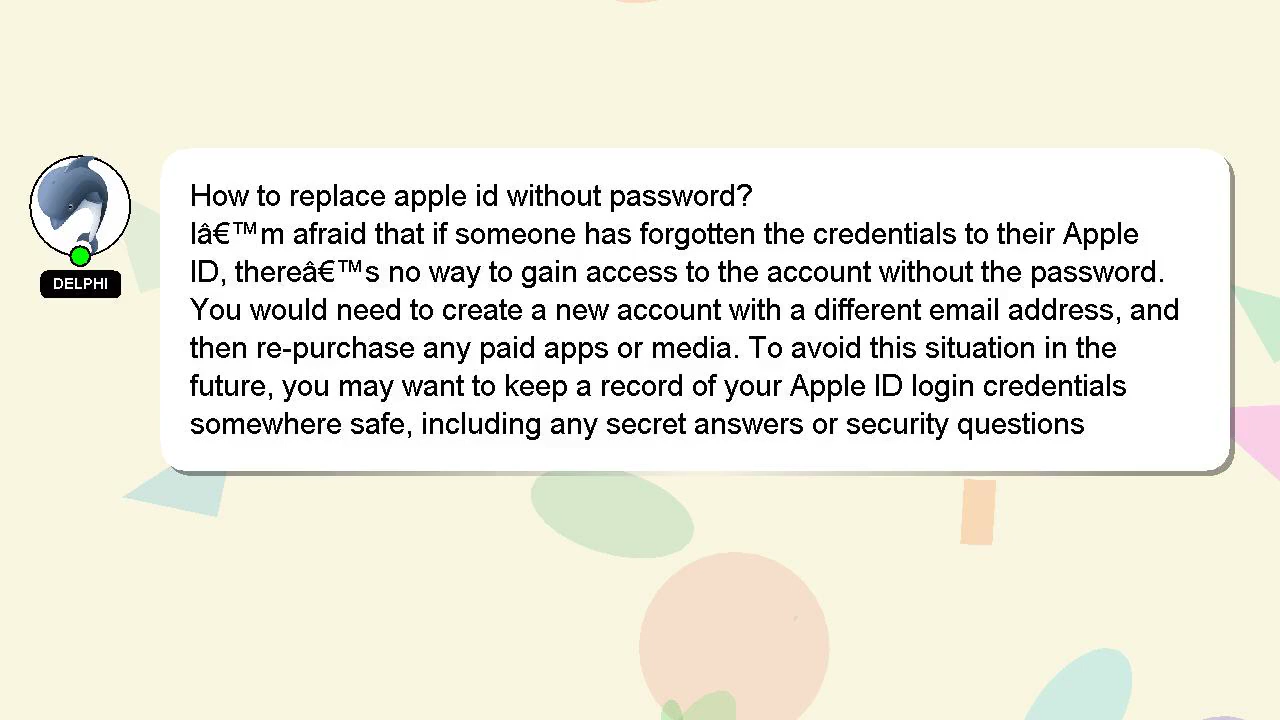 How to replace apple id without password?
Iâ€™m afraid that if someone has forgotten the credentials to their Apple
ID, thereâ€™s no way to gain access to the account without the password.
You would need to create a new account with a different email address, and
then re-purchase any paid apps or media. To avoid this situation in the
future, you may want to keep a record of your Apple ID login credentials
somewhere safe, including any secret answers or security questions
DELPHI